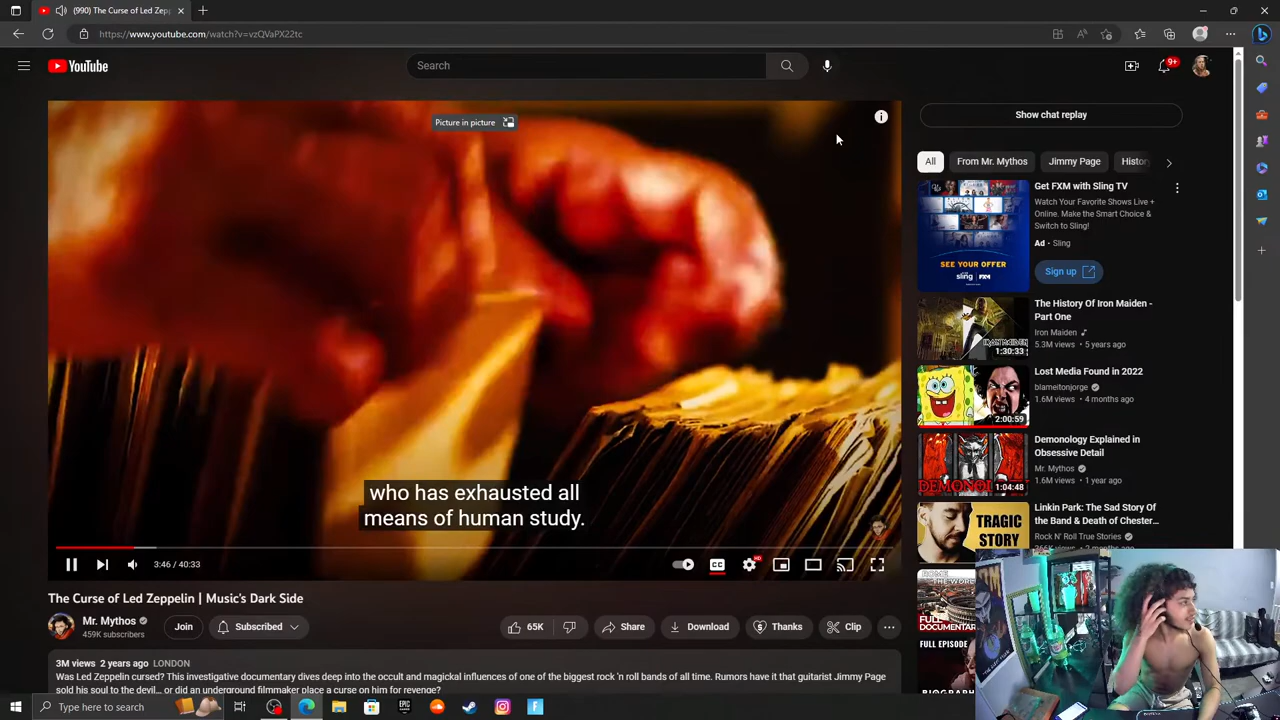 (990) The Curse of Led Zep
https://www.youtube.com/watch?v=vzQVaPX22tc
YouTube
Search
9+
Picture in picture
who has exhausted all
means of human study.
3:46 / 40:33
CC
HD
The Curse of Led Zeppelin | Music's Dark Side
Mr. Mythos
459K subscribers
Join
Subscribed
65K
Share
Download
Thanks
Clip
3M views 2 years ago LONDON
Was Led Zeppelin cursed? This investigative documentary dives deep into the occult and magickal influences of one of the biggest rock 'n roll bands of all time. Rumors have it that guitarist Jimmy Page
sold his soul to the devil... or did an underground filmmaker place a curse on him for revenge?
Show chat replay
All
From Mr. Mythos
Jimmy Page
Histor
Get FXM with Sling TV
Watch Your Favorite Shows Live +
Online. Make the Smart Choice &
Switch to Sling!
Ad • Sling
Sign up
SEE YOUR OFFER
sling FXM
The History Of Iron Maiden -
Part One
Iron Maiden
5.3M views • 5 years ago
1:30:33
Lost Media Found in 2022
blameitonjorge
1.6M views • 4 months ago
2:00:59
Demonology Explained in
Obsessive Detail
Mr. Mythos
1.6M views • 1 year ago
1:04:48
Linkin Park: The Sad Story Of
the Band & Death of Chester...
Rock N' Roll True Stories
TRAGIC
STORY
FULL EPISODE
Type here to search